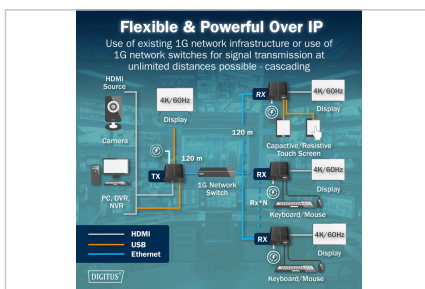 Flexible & Powerful Over IP
Use of existing 1G network infrastructure or use of
1G network switches for signal transmission at
unlimited distances possible - cascading
HDMI
Source
4K/60Hz
Display
Camera
120 m
TX
1G Network
Switch
PC, DVR,
NVR
120 m
RX
4K/60Hz
Display
Capactive/Resistive
Touch Screen
RX
4K/60Hz
Display
Rx*N
Keyboard/Mouse
RX
4K/60Hz
Display
Keyboard/Mouse
HDMI
USB
Ethernet
DIGITUS